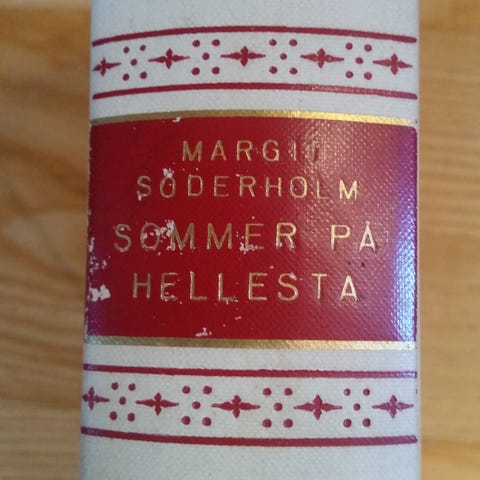 MARGIT
SÖDERHOLM
SOMMER PÅ
HELLESTA